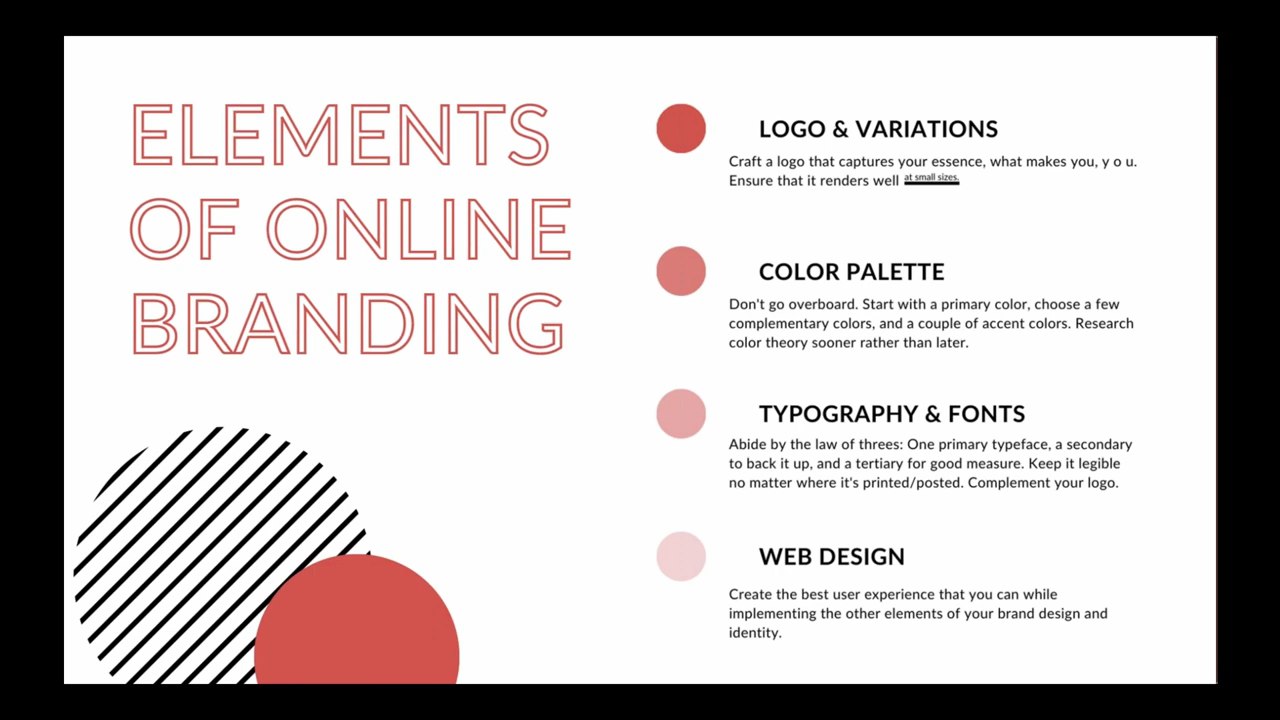 ELEMENTS
OF ONLINE
BRANDING
LOGO & VARIATIONS
Craft a logo that captures your essence, what makes you, y o u.
Ensure that it renders well at small sizes.
COLOR PALETTE
Don't go overboard. Start with a primary color, choose a few
complementary colors, and a couple of accent colors. Research
color theory sooner rather than later.
TYPOGRAPHY & FONTS
Abide by the law of threes: One primary typeface, a secondary
to back it up, and a tertiary for good measure. Keep it legible
no matter where it's printed/posted. Complement your logo.
WEB DESIGN
Create the best user experience that you can while
implementing the other elements of your brand design and
identity.